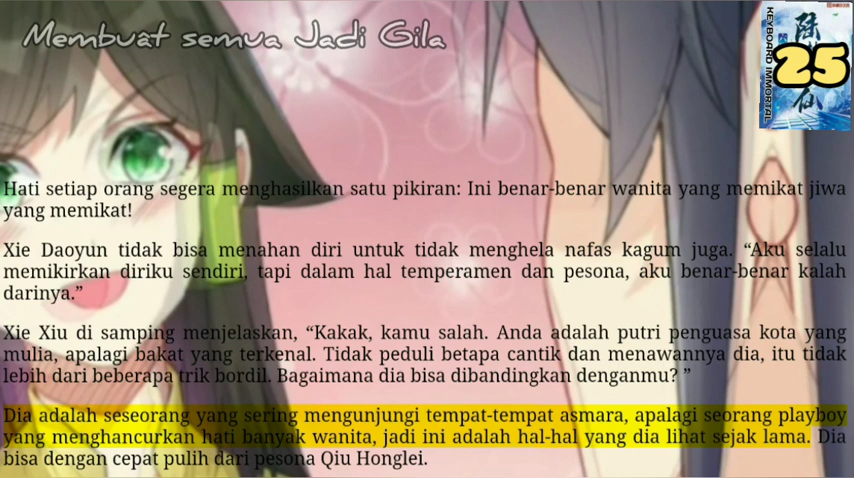 Membuat semua Jadi Gila
KEYBOARD IMMORTAL
25
Hati setiap orang segera menghasilkan satu pikiran: Ini benar-benar wanita yang memikat jiwa
yang memikat!
Xie Daoyun tidak bisa menahan diri untuk tidak menghela nafas kagum juga. “Aku selalu
memikirkan diriku sendiri, tapi dalam hal temperamen dan pesona, aku benar-benar kalah
darinya.”
Xie Xiu di samping menjelaskan, “Kakak, kamu salah. Anda adalah putri penguasa kota yang
mulia, apalagi bakat yang terkenal. Tidak peduli betapa cantik dan menawannya dia, itu tidak
lebih dari beberapa trik bordil. Bagaimana dia bisa dibandingkan denganmu? ”
Dia adalah seseorang yang sering mengunjungi tempat-tempat asmara, apalagi seorang playboy
yang menghancurkan hati banyak wanita, jadi ini adalah hal-hal yang dia lihat sejak lama. Dia
bisa dengan cepat pulih dari pesona Qiu Honglei.